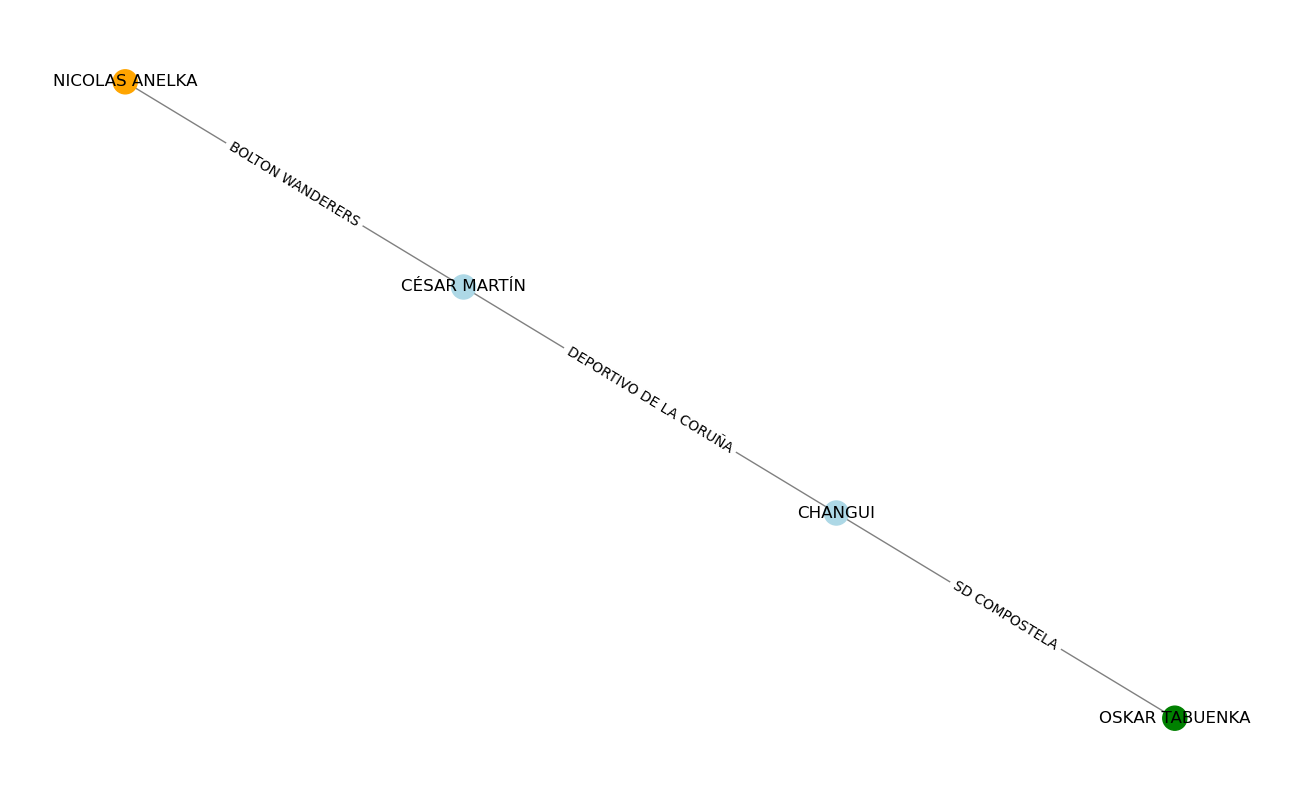 NICOLAS ANELKA
BOLTON WANDERERS
CÉSAR MARTÍN
DEPORTIVO DE LA CORUÑA
CHANGUI
SD COMPOSTELA
OSKAR TABUENKA